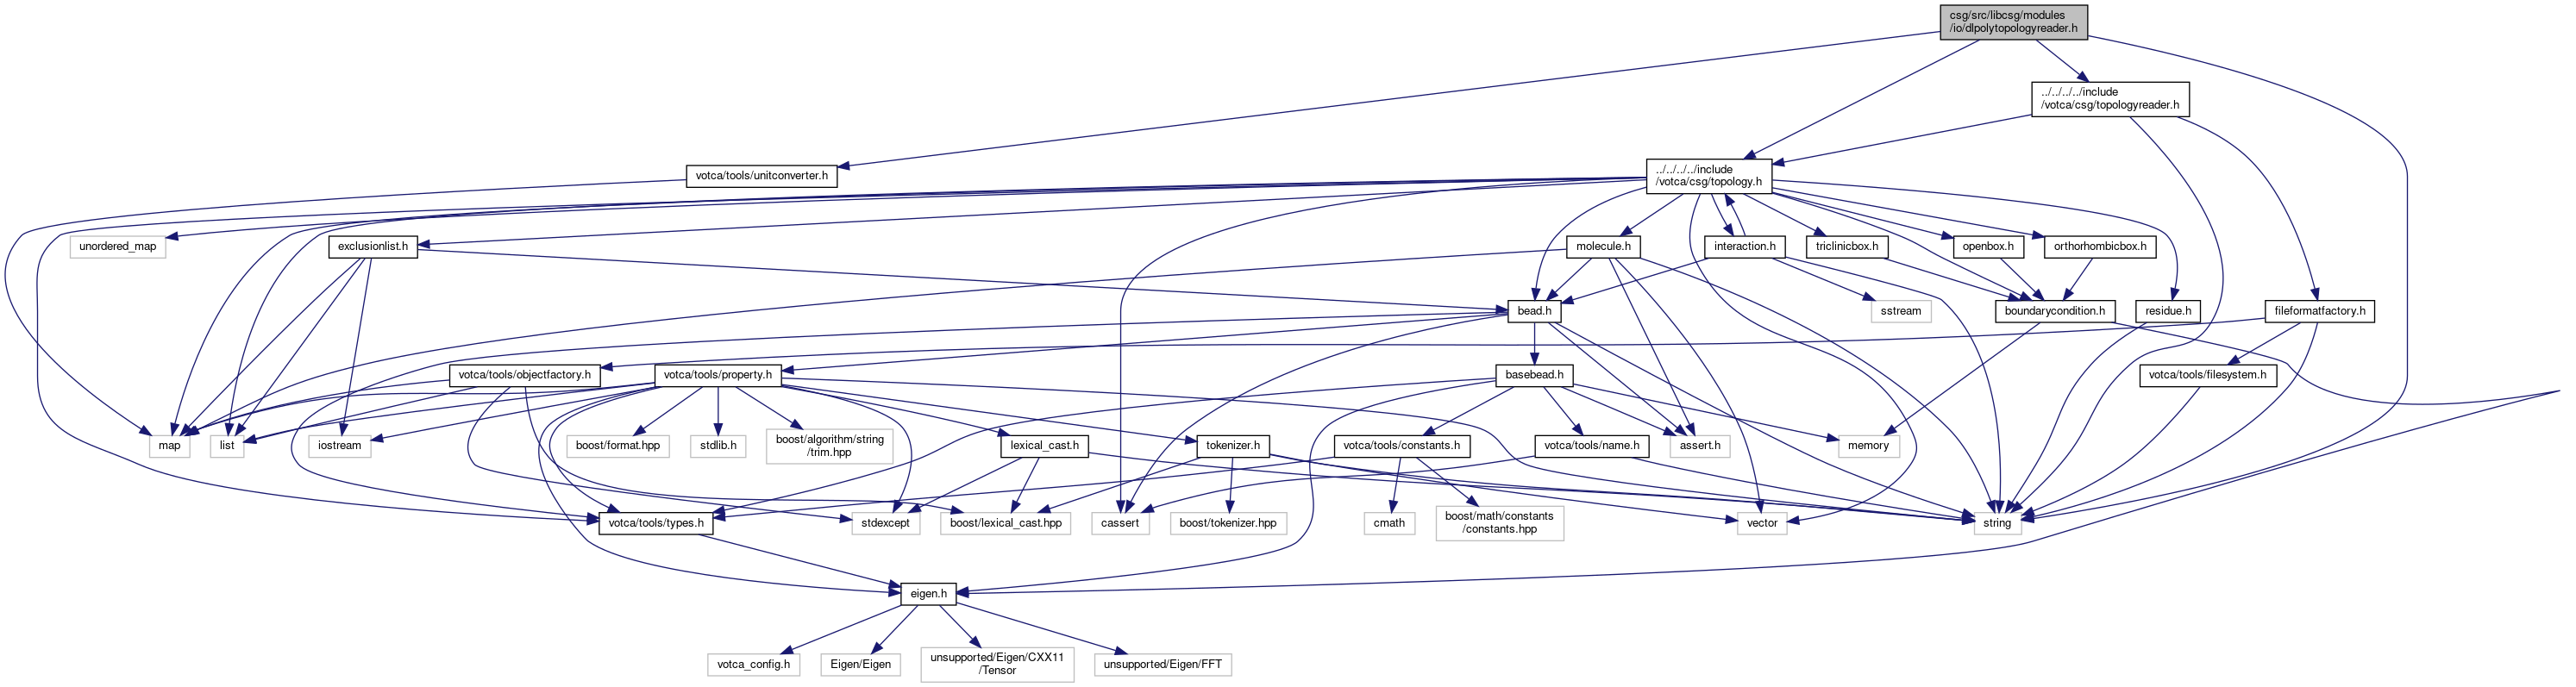 csg/src/libcsg/modules
/io/dlpolytopologyreader.h
../../../../include
/votca/csg/topologyreader.h
votca/tools/unitconverter.h
../../../../include
/votca/csg/topology.h
unordered_map
exclusionlist.h
molecule.h
interaction.h
triclinicbox.h
openbox.h
orthorhombicbox.h
bead.h
sstream
boundarycondition.h
residue.h
fileformatfactory.h
votca/tools/objectfactory.h
votca/tools/property.h
basebead.h
votca/tools/filesystem.h
map
list
iostream
boost/format.hpp
stdlib.h
boost/algorithm/string
/trim.hpp
lexical_cast.h
tokenizer.h
votca/tools/constants.h
votca/tools/name.h
assert.h
memory
votca/tools/types.h
stdexcept
boost/lexical_cast.hpp
cassert
boost/tokenizer.hpp
cmath
boost/math/constants
/constants.hpp
vector
string
eigen.h
votca_config.h
Eigen/Eigen
unsupported/Eigen/CXX11
/Tensor
unsupported/Eigen/FFT